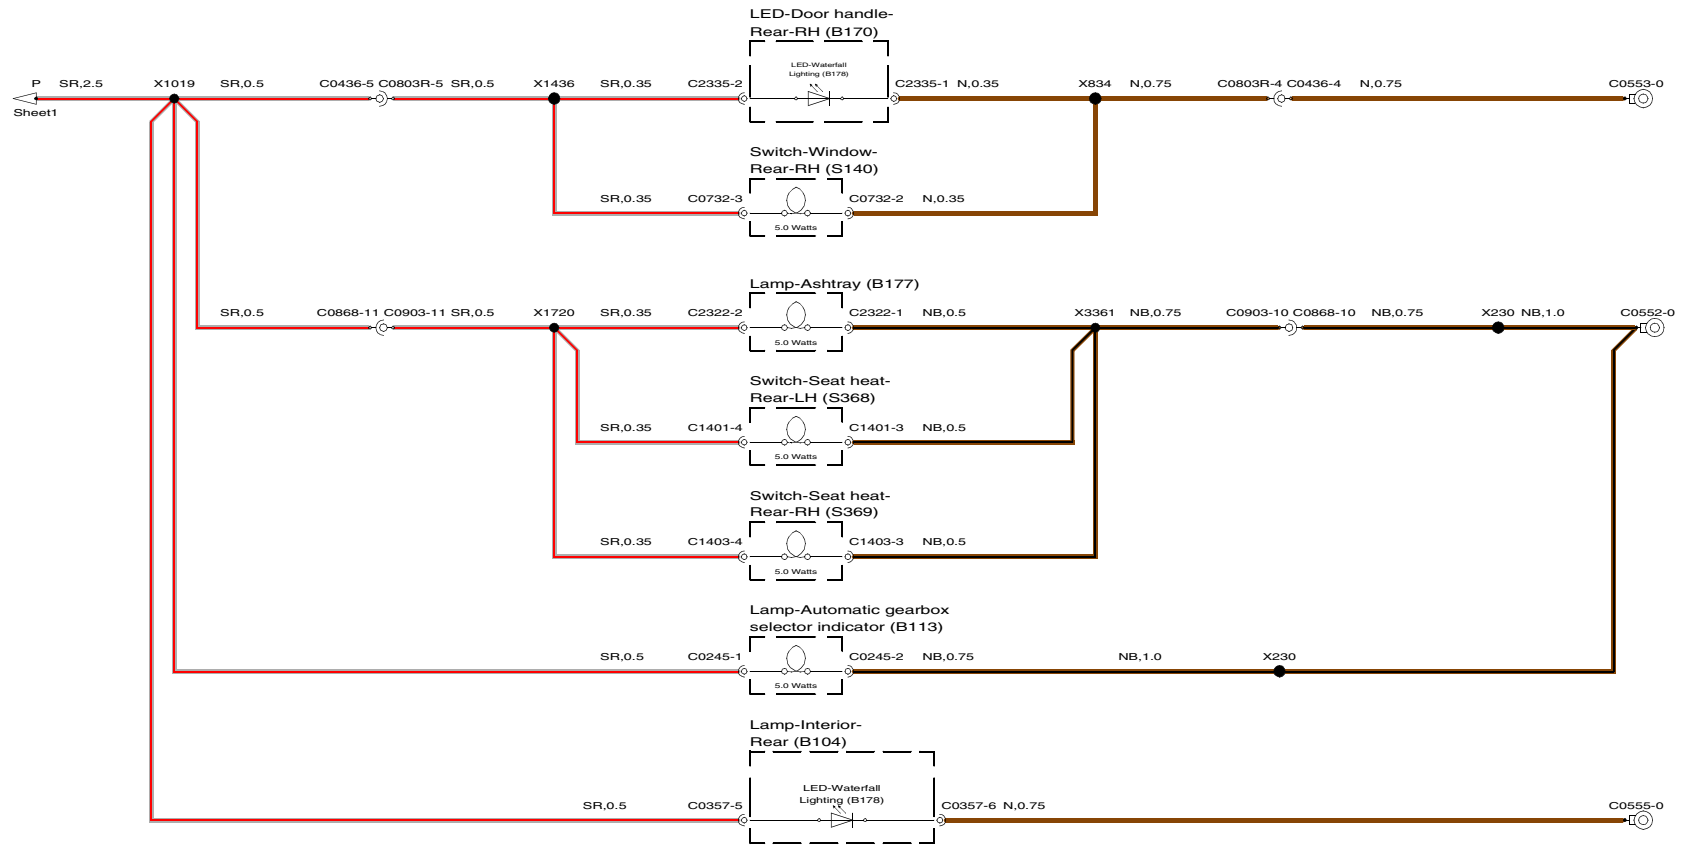 LED-Door handle-
Rear-RH (B170)
LED-Waterfall
Lighting (B178)
P SR,2.5 X1019 SR,0.5 C0436-5 C0803R-5 SR,0.5 X1436 SR,0.35 C2335-2 C2335-1 N,0.35 X834 N,0.75 C0803R-4 C0436-4 N,0.75 C0553-0
Sheet1
Switch-Window-
Rear-RH (S140)
SR,0.35 C0732-3 C0732-2 N,0.35
5.0 Watts
Lamp-Ashtray (B177)
SR,0.5 C0868-11 C0903-11 SR,0.5 X1720 SR,0.35 C2322-2 C2322-1 NB,0.5 X3361 NB,0.75 C0903-10 C0868-10 NB,0.75 X230 NB,1.0 C0552-0
5.0 Watts
Switch-Seat heat-
Rear-LH (S368)
SR,0.35 C1401-4 C1401-3 NB,0.5
5.0 Watts
Switch-Seat heat-
Rear-RH (S369)
SR,0.35 C1403-4 C1403-3 NB,0.5
5.0 Watts
Lamp-Automatic gearbox
selector indicator (B113)
SR,0.5 C0245-1 C0245-2 NB,0.75 NB,1.0 X230
5.0 Watts
Lamp-Interior-
Rear (B104)
LED-Waterfall
Lighting (B178)
SR,0.5 C0357-5 C0357-6 N,0.75 C0555-0